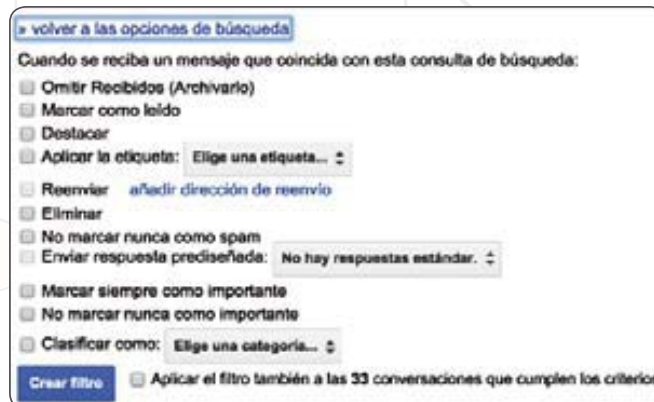 « volver a las opciones de búsqueda
Cuando se reciba un mensaje que coincida con esta consulta de búsqueda:
Omitir Recibidos (Archivarlo)
Marcar como leído
Destacar
Aplicar la etiqueta: Elige una etiqueta...
Reenviar añadir dirección de reenvío
Eliminar
No marcar nunca como spam
Enviar respuesta prediseñada: No hay respuestas estándar.
Marcar siempre como importante
No marcar nunca como importante
Clasificar como: Elige una categoría...
Crear filtro Aplicar el filtro también a las 33 conversaciones que cumplen los criterios